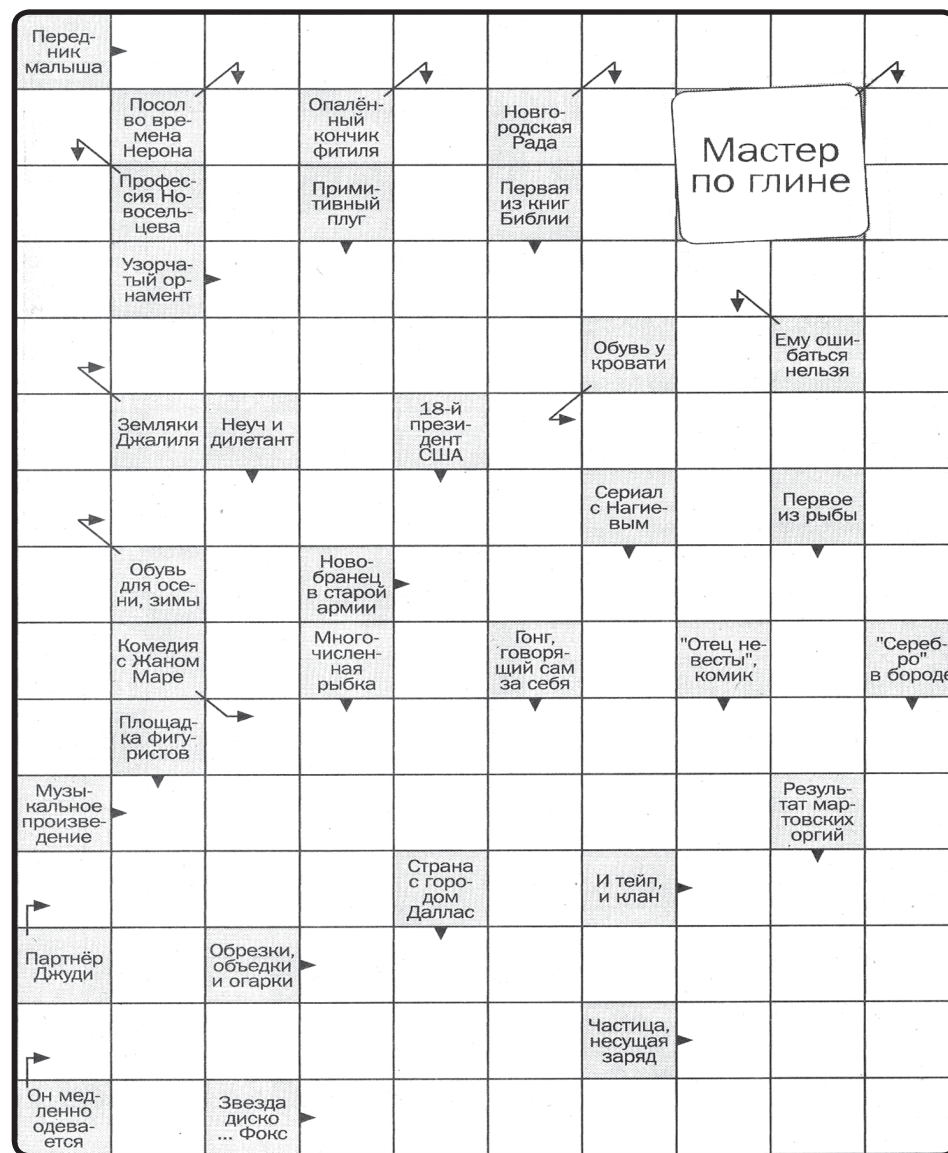 Перед-
ник
малыша
Посол
во вре-
мена
Нерона
Опалён-
ный
кончик
фитиля
Новго-
родская
Рада
Мастер
по глине
Профес-
сия Но-
восель-
цева
Примитивный
плуг
Первая
из книг
Библии
Узорча-
тый ор-
намент
Обувь у
кровати
Ему оши-
баться
нельзя
Земляки
Джалиля
Неуч и
дилетант
18-й
прези-
дент
США
Сериал
с Нагие-
вым
Первое
из рыбы
Обувь
для осе-
ни, зимы
Ново-
бранец
в старой
армии
Комедия
с Жаном
Маре
Много-
численная
рыбка
Гонг,
говоря-
щий сам
за себя
"Отец не-
весты",
комик
"Сереб-
ро"
в бороде
Площад-
ка фигу-
ристов
Музы-
кальное
произве-
дение
Резуль-
тат мар-
товских
оргий
Страна
с горо-
дом
Даллас
И тейп,
и клан
Партнёр
Джуди
Обрезки,
объедки
и огарки
Частица,
несущая
заряд
Он мед-
ленно
одева-
ется
Звезда
диско
... Фокс